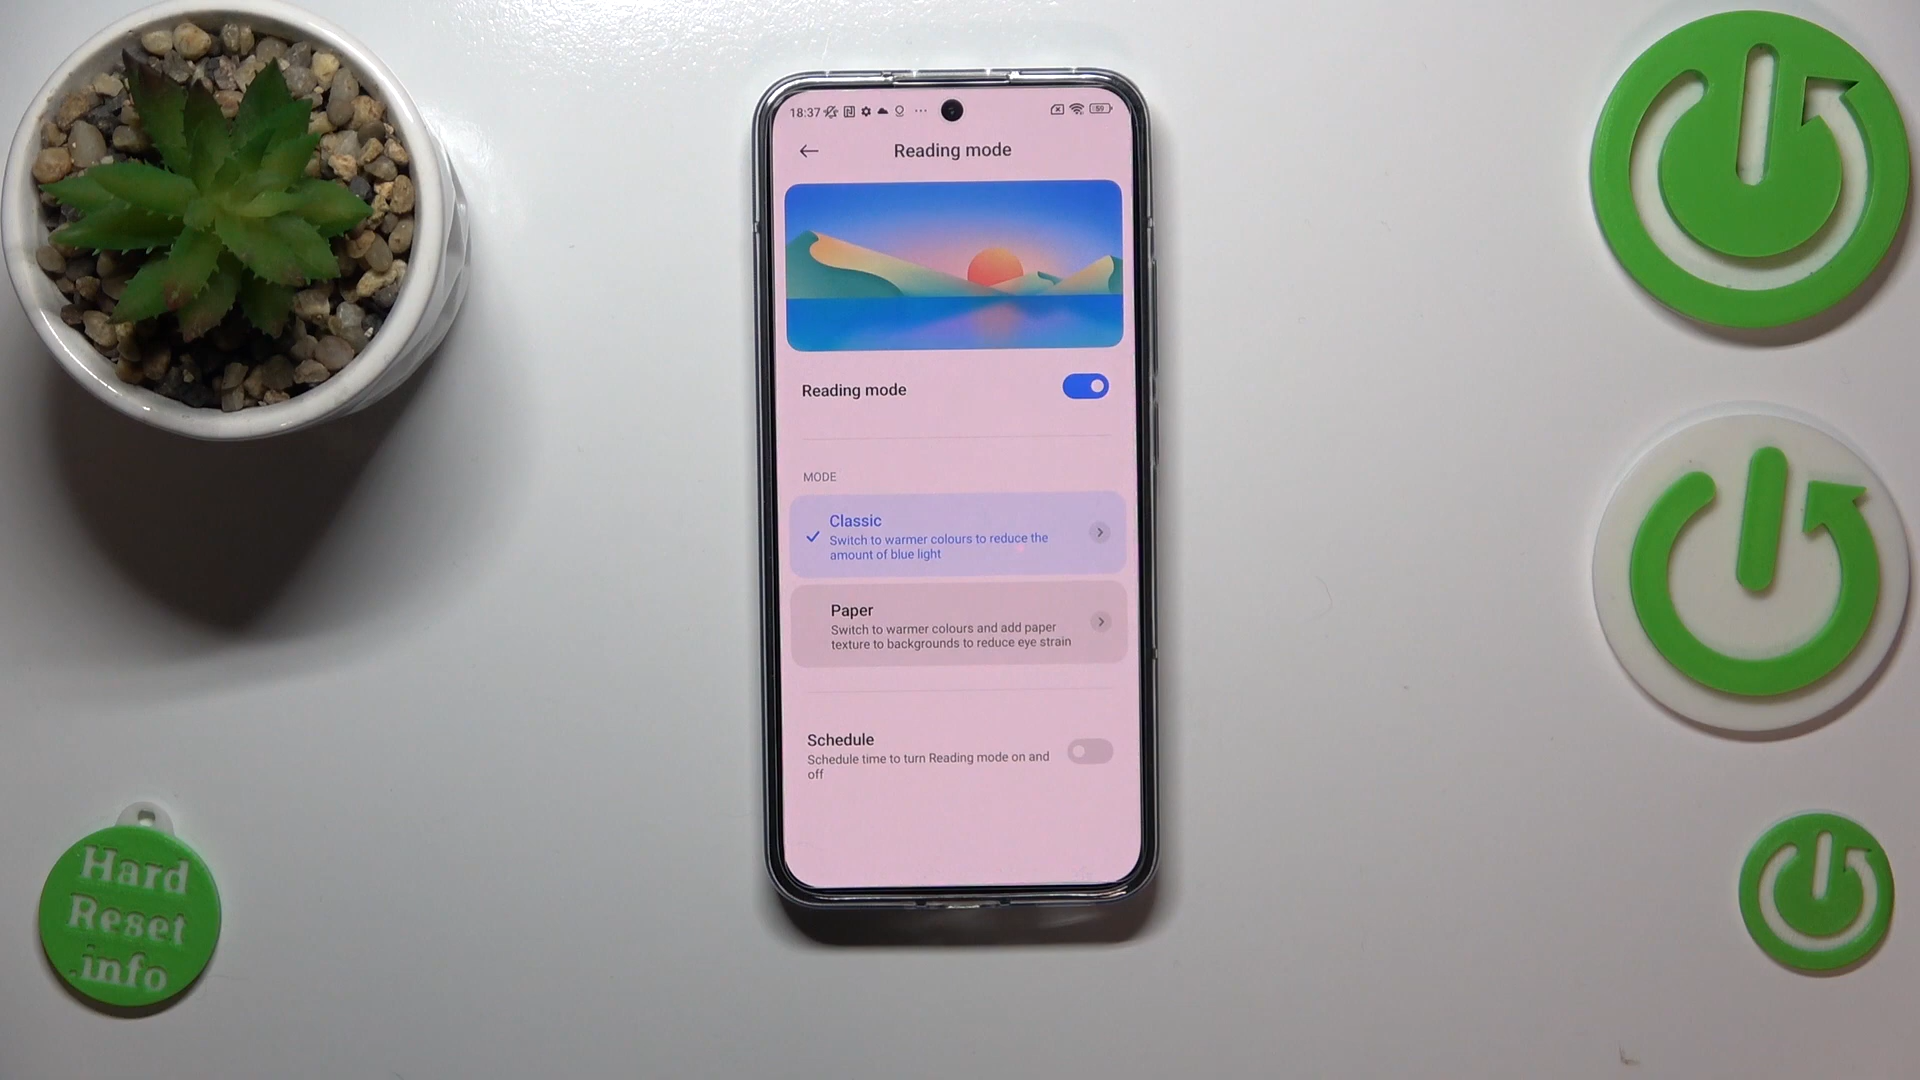 18:37
59
Reading mode
Reading mode
MODE
Classic
Switch to warmer colours to reduce the
amount of blue light
Paper
Switch to warmer colours and add paper
texture to backgrounds to reduce eye strain
Schedule
Schedule time to turn Reading mode on and
off
Hard
Reset
.info